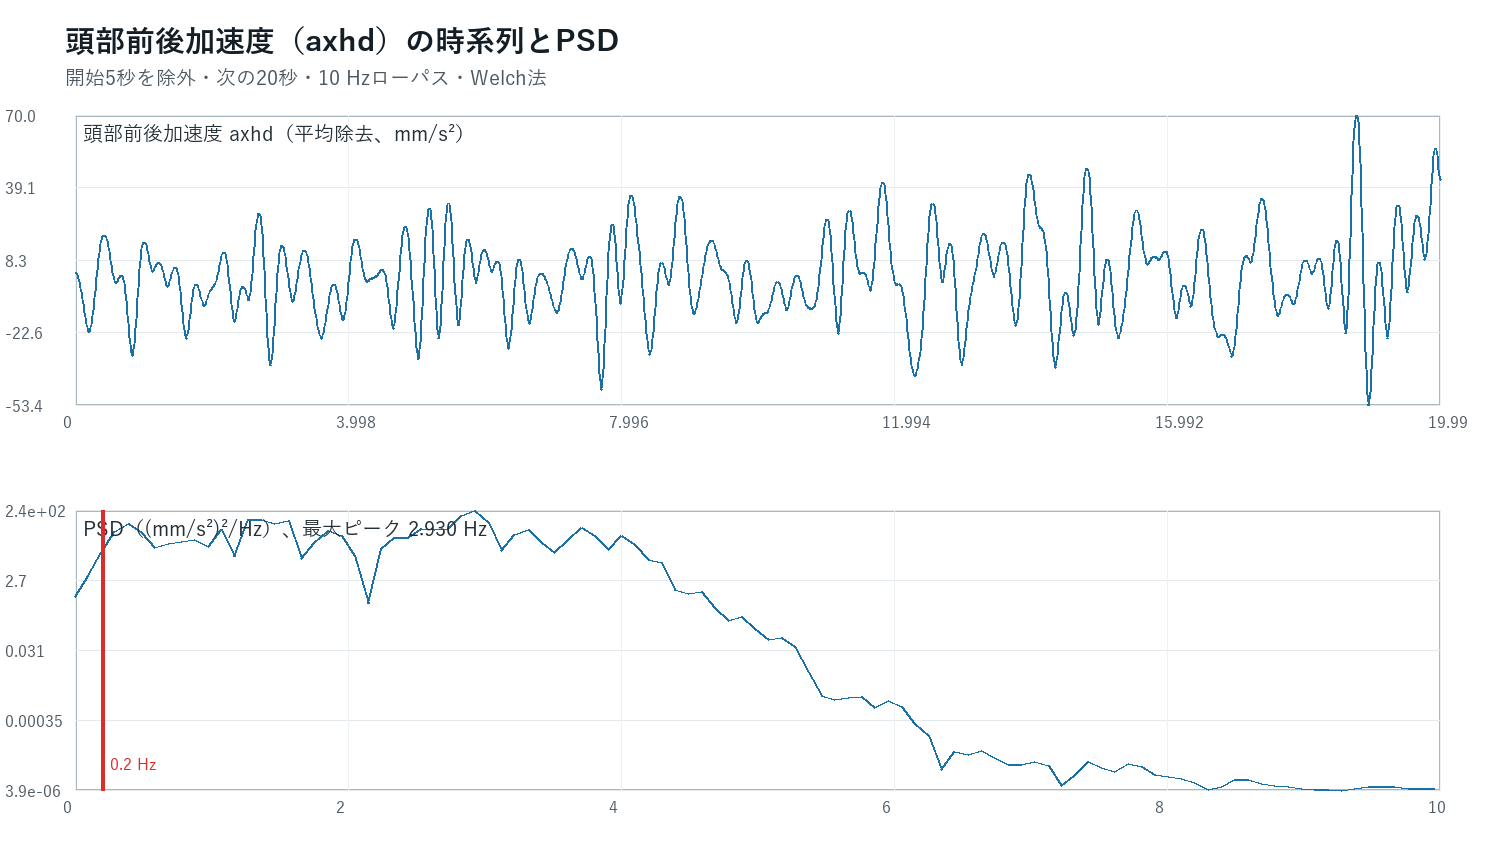 頭部前後加速度（axhd）の時系列とPSD
開始5秒を除外・次の20秒・10 Hzローパス・Welch法
頭部前後加速度 axhd（平均除去、mm/s²）
70.0
39.1
8.3
-22.6
-53.4
0
3.998
7.996
11.994
15.992
19.99
PSD（(mm/s²)²/Hz）、最大ピーク 2.930 Hz
2.4e+02
2.7
0.031
0.00035
3.9e-06
0.2 Hz
0
2
4
6
8
10